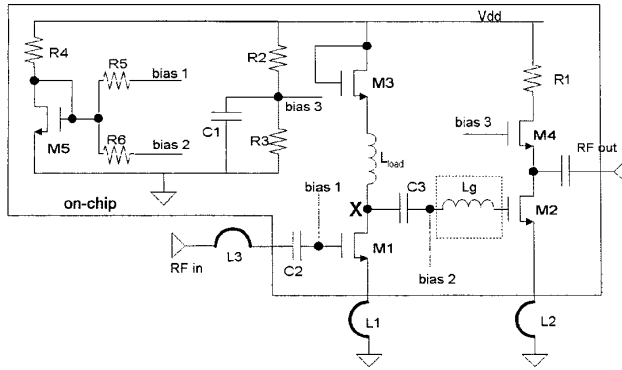 Vdd
R4
R5
bias 1
R2
M3
R1
bias 3
C1
R3
bias 3
M4
R6
bias 2
M5
Lload
RF out
bias 1
C3
Lg
on-chip
X
M1
M2
bias 2
RF in
L3
C2
L1
L2